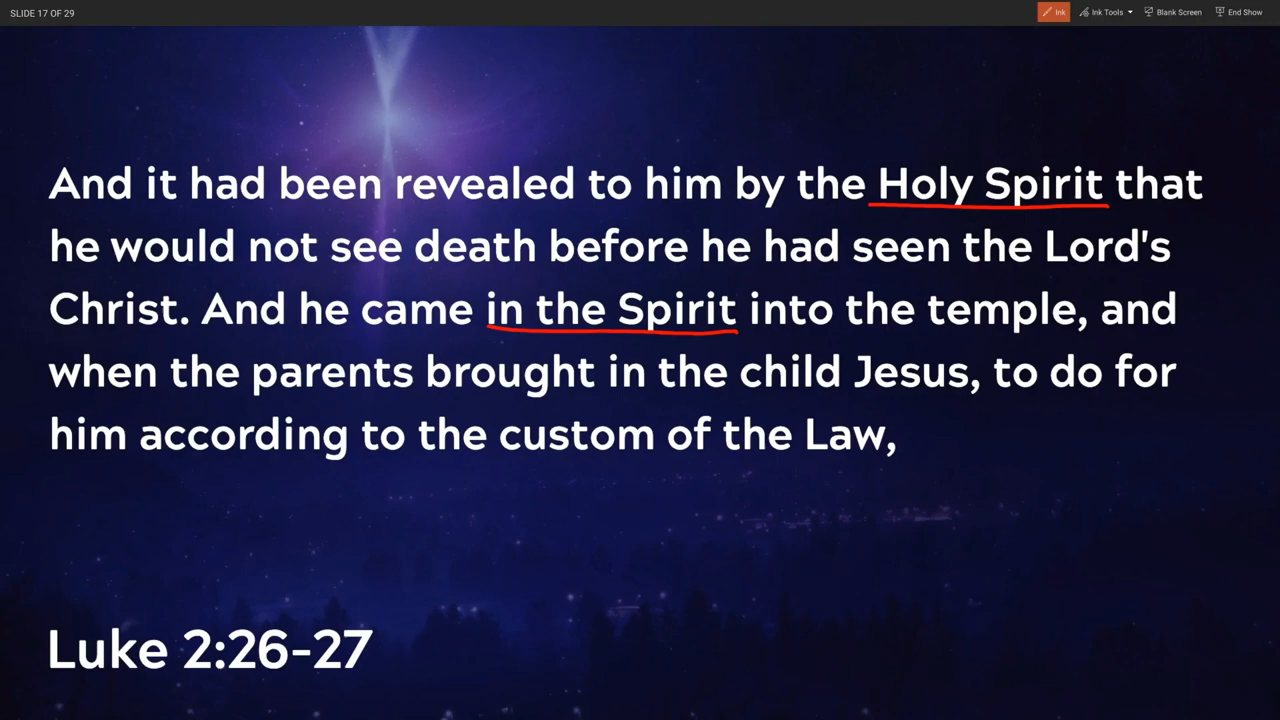 SLIDE 17 OF 29
Ink
Ink Tools
Blank Screen
End Show
And it had been revealed to him by the Holy Spirit that
he would not see death before he had seen the Lord's
Christ. And he came in the Spirit into the temple, and
when the parents brought in the child Jesus, to do for
him according to the custom of the Law,
Luke 2:26-27